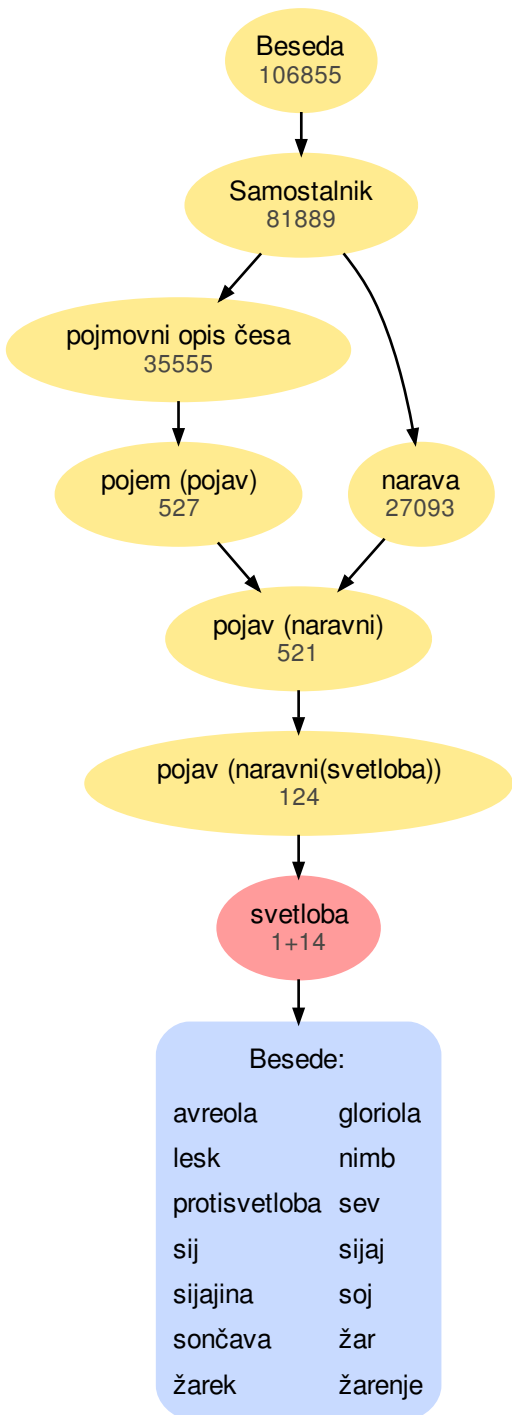 Beseda
106855
Samostalnik
81889
pojmovni opis česa
35555
pojem (pojav)
527
narava
27093
pojav (naravni)
521
pojav (naravni(svetloba))
124
svetloba
1+14
Besede:
avreola gloriola
lesk nimb
protisvetloba sev
sij sijaj
sijajina soj
sončava žar
žarek žarenje